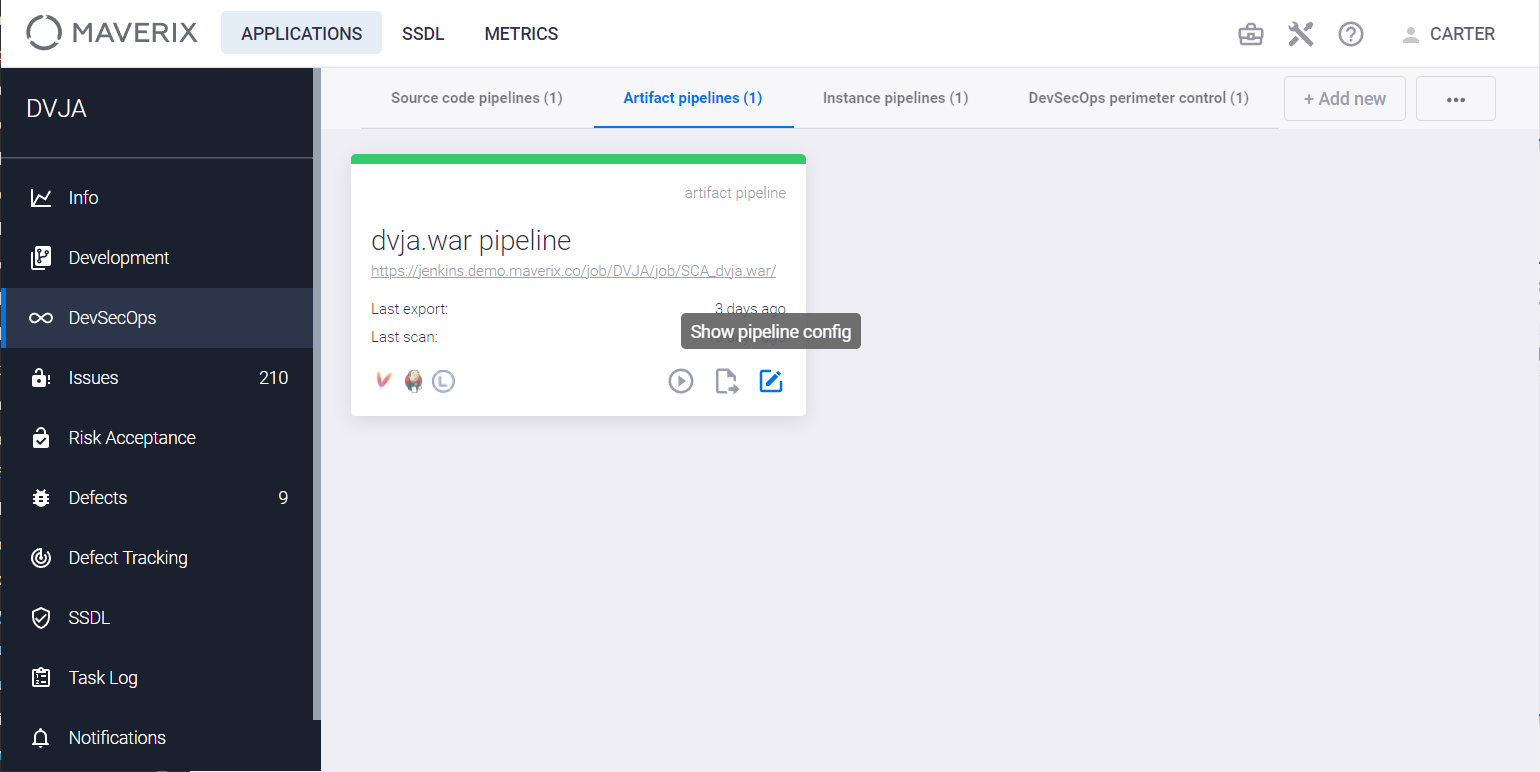 MAVERIX
APPLICATIONS
SSDL
METRICS
CARTER
DVJA
Info
Development
DevSecOps
Issues 210
Risk Acceptance
Defects 9
Defect Tracking
SSDL
Task Log
Notifications
Source code pipelines (1)
Artifact pipelines (1)
Instance pipelines (1)
DevSecOps perimeter control (1)
+ Add new
•••
artifact pipeline
dvja.war pipeline
https://jenkins.demo.maverix.co/job/DVJA/job/SCA_dvja.war/
Last export: 3 days ago
Show pipeline config
Last scan:
L